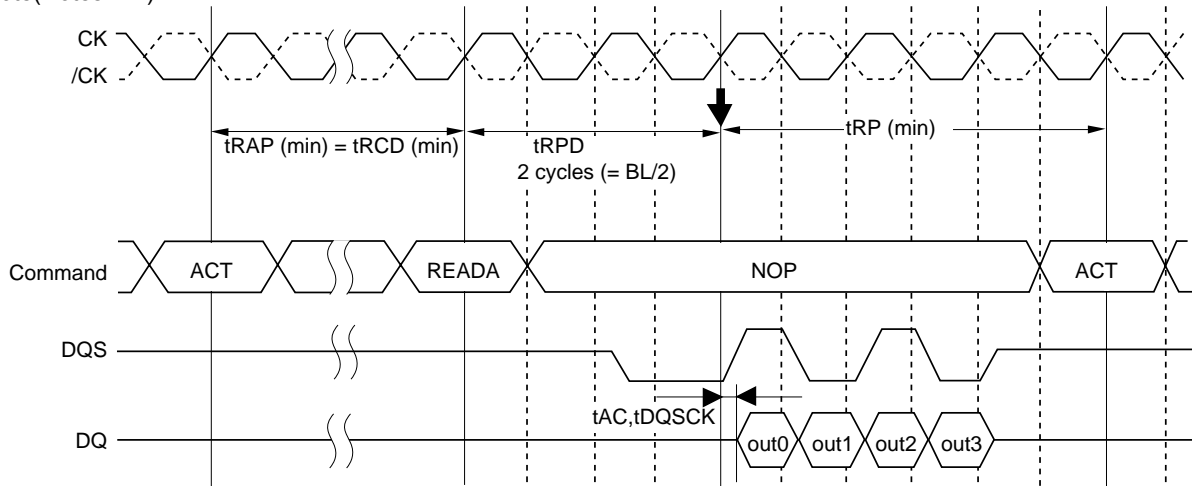 CK
/CK
tRAP (min) = tRCD (min)
tRPD
2 cycles (= BL/2)
tRP (min)
Command
ACT
READA
NOP
ACT
DQS
tAC,tDQSCK
DQ
out0
out1
out2
out3